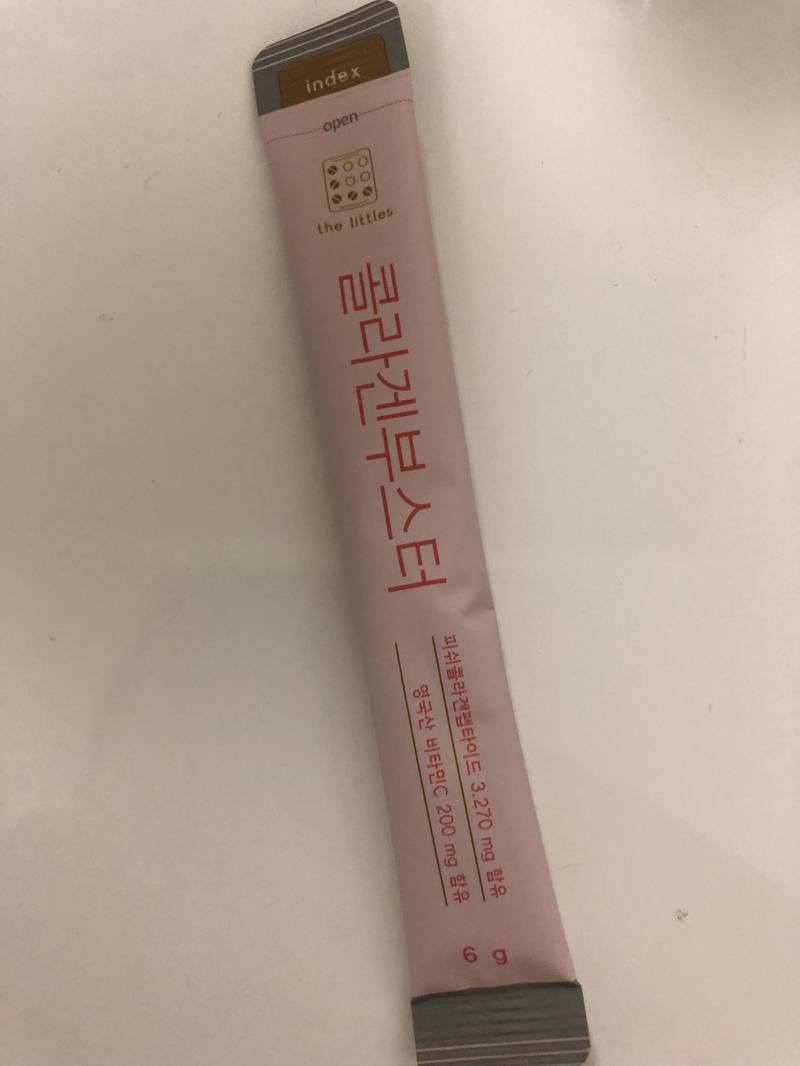 index
open
the littles
콜라겐부스터
피쉬콜라겐펩타이드 3,270 mg 함유
영국산 비타민C 200 mg 함유
6 g